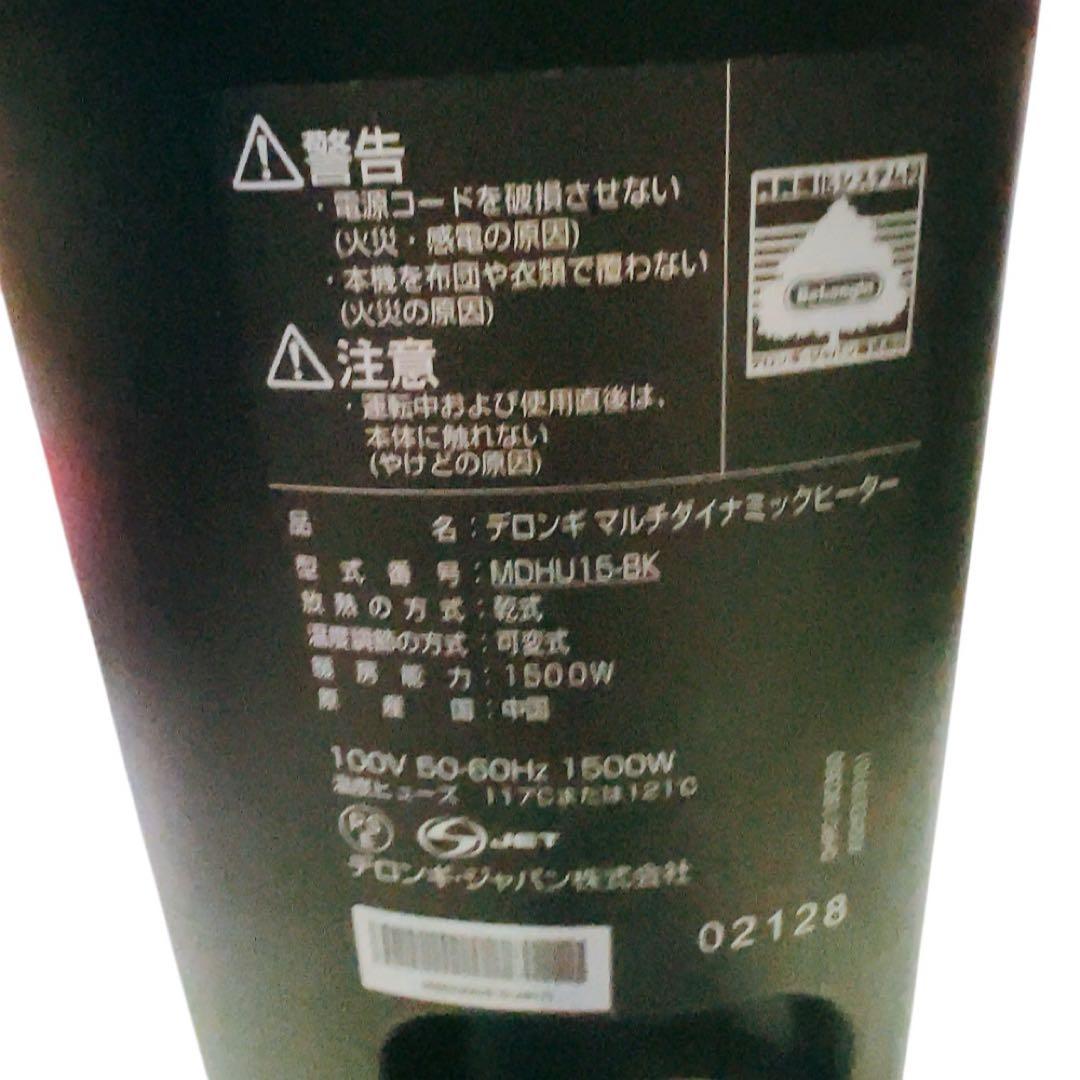 警告
・電源コードを破損させない
(火災・感電の原因)
・本機を布団や衣類で覆わない
(火災の原因)
注意
・運転中および使用直後は、
本体に触れない
(やけどの原因)
DeLonghi
品名:デロンギ マルチダイナミックヒーター
型式番号:MDHU15-BK
放熱の方式:乾式
温度調節の方式:可変式
暖房能力:1500W
原産国:中国
100V 50-60Hz 1500W
温度ヒューズ 117℃または121℃
PSE JET
デロンギ・ジャパン株式会社
02128